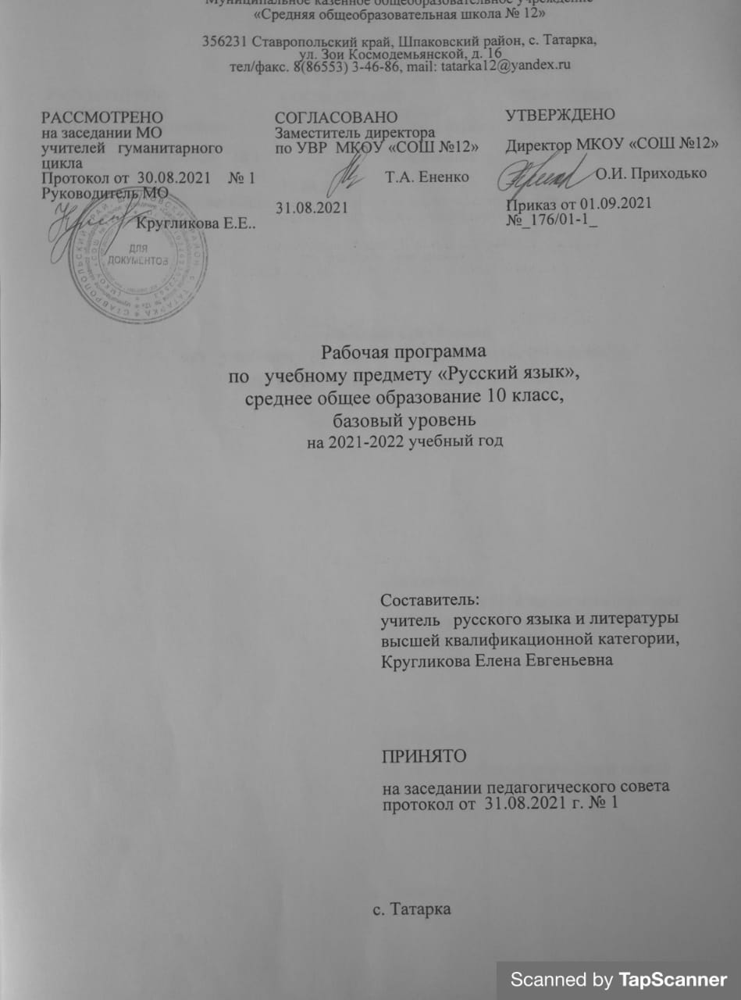 Муниципальное казенное общеобразовательное учреждение
«Средняя общеобразовательная школа № 12»
356231 Ставропольский край, Шпаковский район, с. Татарка,
ул. Зои Космодемьянской, д. 16
тел/факс. 8(86553) 3-46-86, mail: tatarka12@yandex.ru
РАССМОТРЕНО
на заседании МО
учителей гуманитарного
цикла
Протокол от 30.08.2021 № 1
Руководитель МО
Кругликова Е.Е..
ДЛЯ
ДОКУМЕНТОВ
СОГЛАСОВАНО
Заместитель директора
по УВР МКОУ «СОШ №12»
Т.А. Ененко
31.08.2021
УТВЕРЖДЕНО
Директор МКОУ «СОШ №12»
О.И. Приходько
Приказ от 01.09.2021
№_176/01-1_
Рабочая программа
по учебному предмету «Русский язык»,
среднее общее образование 10 класс,
базовый уровень
на 2021-2022 учебный год
Составитель:
учитель русского языка и литературы
высшей квалификационной категории,
Кругликова Елена Евгеньевна
ПРИНЯТО
на заседании педагогического совета
протокол от 31.08.2021 г. № 1
с. Татарка
Scanned by TapScanner